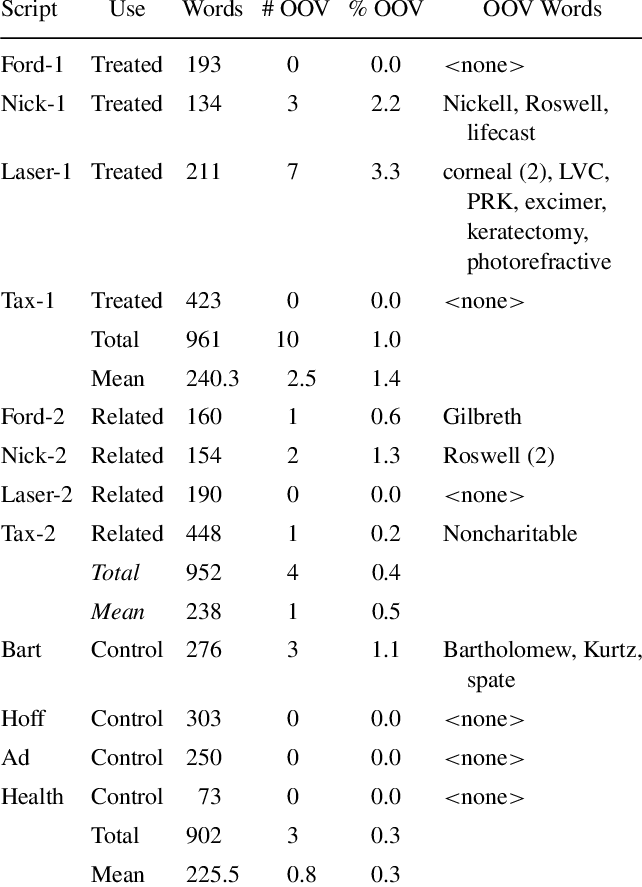 Script Use Words # OOV % OOV OOV Words
Ford-1 Treated 193 0 0.0 <none>
Nick-1 Treated 134 3 2.2 Nickell, Roswell,
lifecast
Laser-1 Treated 211 7 3.3 corneal (2), LVC,
PRK, excimer,
keratectomy,
photorefractive
Tax-1 Treated 423 0 0.0 <none>
Total 961 10 1.0
Mean 240.3 2.5 1.4
Ford-2 Related 160 1 0.6 Gilbreth
Nick-2 Related 154 2 1.3 Roswell (2)
Laser-2 Related 190 0 0.0 <none>
Tax-2 Related 448 1 0.2 Noncharitable
Total 952 4 0.4
Mean 238 1 0.5
Bart Control 276 3 1.1 Bartholomew, Kurtz,
spate
Hoff Control 303 0 0.0 <none>
Ad Control 250 0 0.0 <none>
Health Control 73 0 0.0 <none>
Total 902 3 0.3
Mean 225.5 0.8 0.3